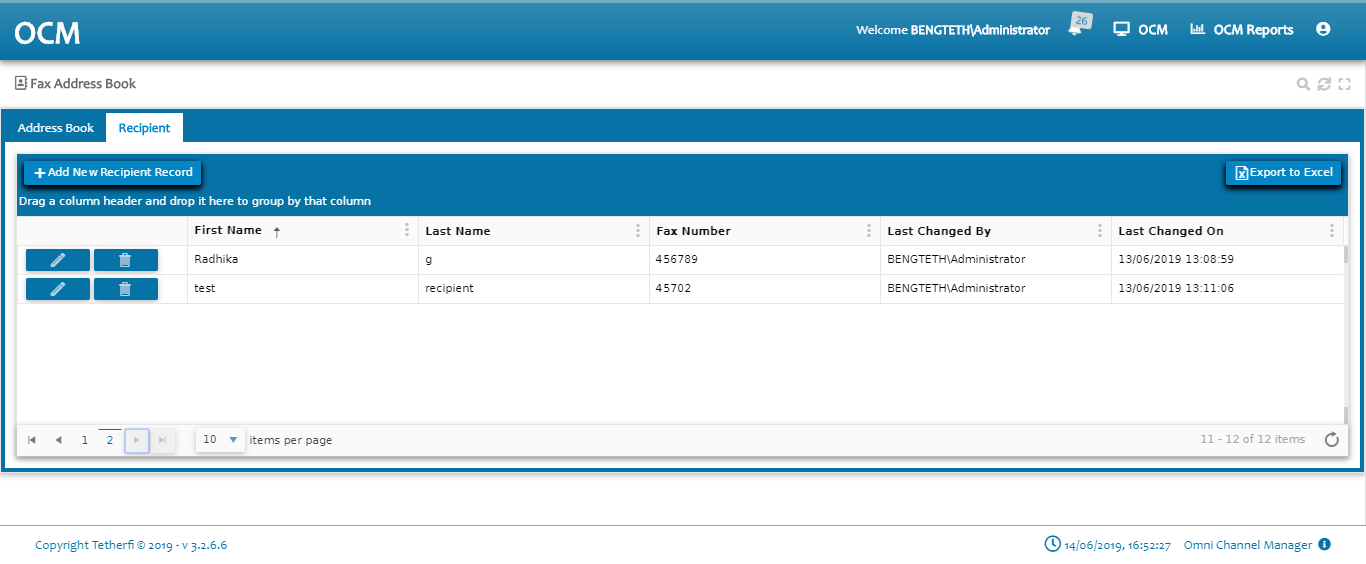 OCM
Welcome BENGTETH\Administrator 26 OCM OCM Reports
Fax Address Book
Address Book Recipient
Add New Recipient Record Export to Excel
Drag a column header and drop it here to group by that column
First Name Last Name Fax Number Last Changed By Last Changed On
Radhika g 456789 BENGTETH\Administrator 13/06/2019 13:08:59
test recipient 45702 BENGTETH\Administrator 13/06/2019 13:11:06
1 2 10 items per page 11 - 12 of 12 items
Copyright Tetherfi © 2019 - v 3.2.6.6 14/06/2019, 16:52:27 Omni Channel Manager